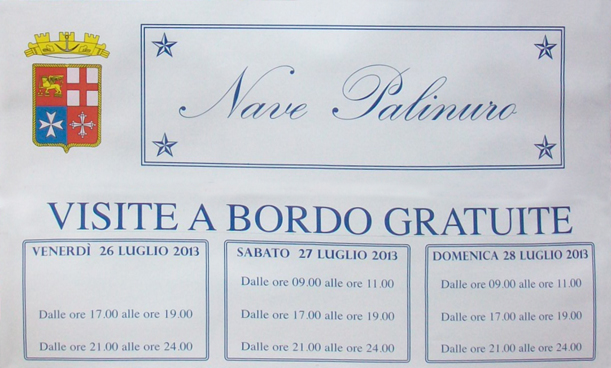 Nave Palinuro
VISITE A BORDO GRATUITE
VENERDÌ 26 LUGLIO 2013
Dalle ore 17.00 alle ore 19.00
Dalle ore 21.00 alle ore 24.00
SABATO 27 LUGLIO 2013
Dalle ore 09.00 alle ore 11.00
Dalle ore 17.00 alle ore 19.00
Dalle ore 21.00 alle ore 24.00
DOMENICA 28 LUGLIO 2013
Dalle ore 09.00 alle ore 11.00
Dalle ore 17.00 alle ore 19.00
Dalle ore 21.00 alle ore 24.00